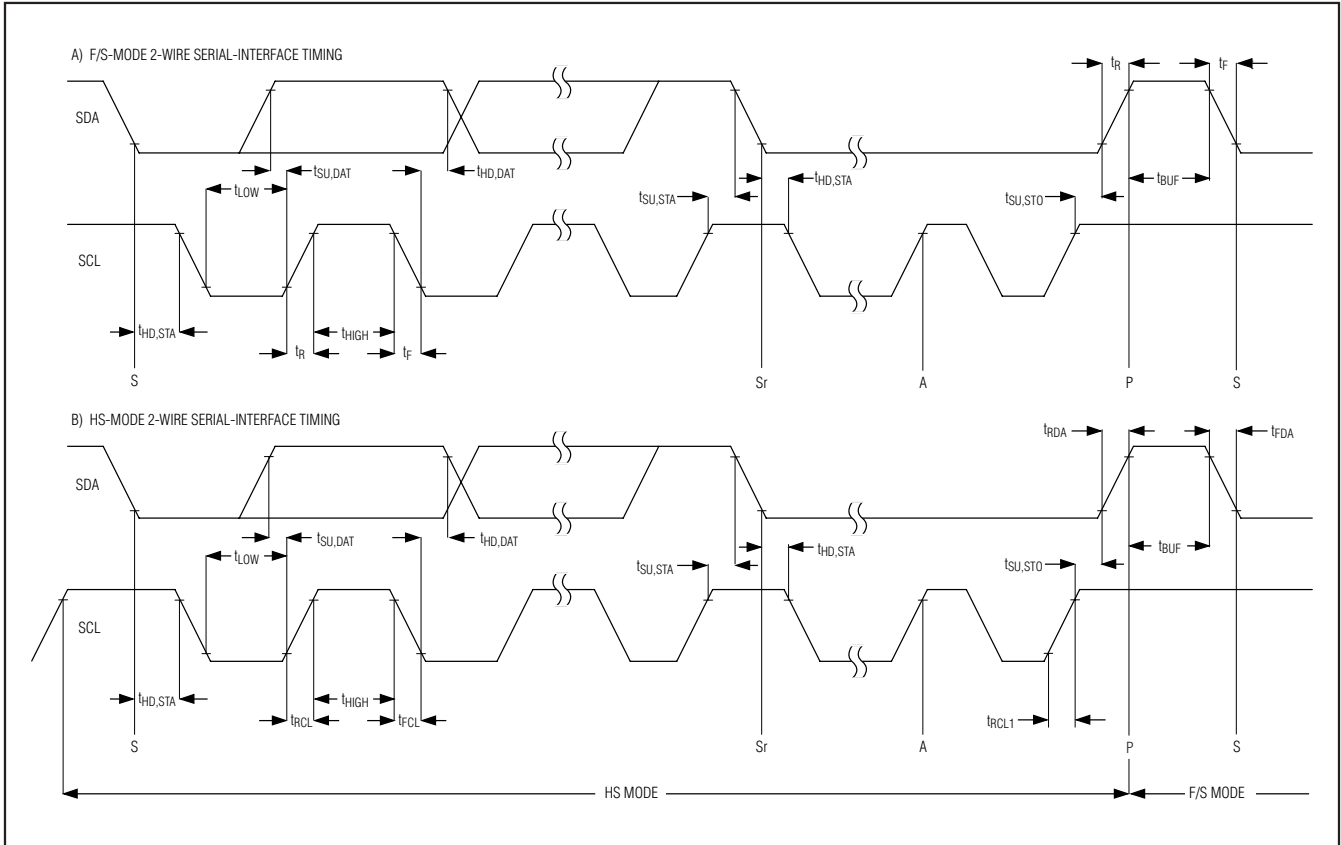 A) F/S-MODE 2-WIRE SERIAL-INTERFACE TIMING
tR
tF
SDA
tSU,DAT
tHD,DAT
tHD,STA
tLOW
tBUF
tSU,STA
tSU,STO
SCL
tHD,STA
tHIGH
tR
tF
S
Sr
A
P
S
B) HS-MODE 2-WIRE SERIAL-INTERFACE TIMING
tRDA
tFDA
SDA
tSU,DAT
tHD,DAT
tHD,STA
tLOW
tBUF
tSU,STA
tSU,STO
SCL
tHD,STA
tHIGH
tRCL
tFCL
tRCL1
S
Sr
A
P
S
HS MODE
F/S MODE